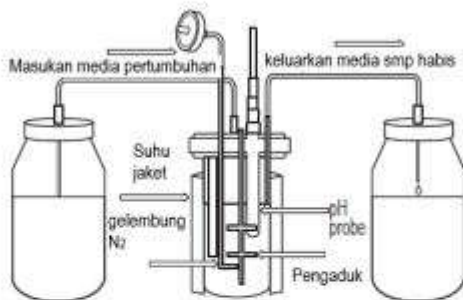 Masukan media pertumbuhan
keluarkan media smp habis
Suhu
jaket
gelembung
N₂
pH
probe
Pengaduk